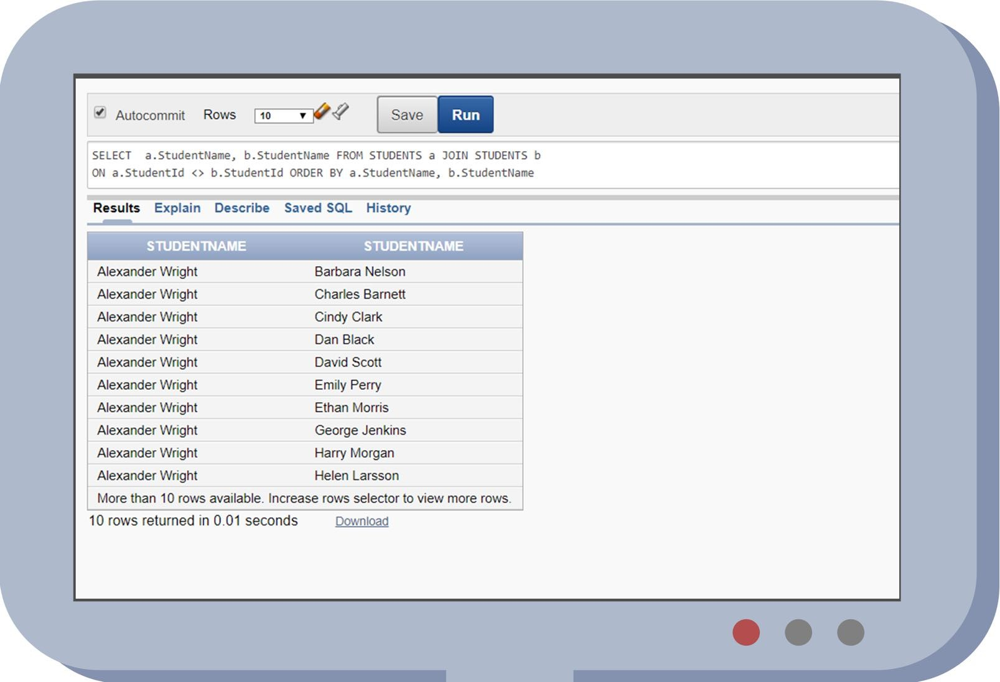 Autocommit Rows 10 Save Run
SELECT  a.StudentName, b.StudentName FROM STUDENTS a JOIN STUDENTS b
ON a.StudentId <> b.StudentId ORDER BY a.StudentName, b.StudentName
Results Explain Describe Saved SQL History
STUDENTNAME STUDENTNAME
Alexander Wright Barbara Nelson
Alexander Wright Charles Barnett
Alexander Wright Cindy Clark
Alexander Wright Dan Black
Alexander Wright David Scott
Alexander Wright Emily Perry
Alexander Wright Ethan Morris
Alexander Wright George Jenkins
Alexander Wright Harry Morgan
Alexander Wright Helen Larsson
More than 10 rows available. Increase rows selector to view more rows.
10 rows returned in 0.01 seconds Download